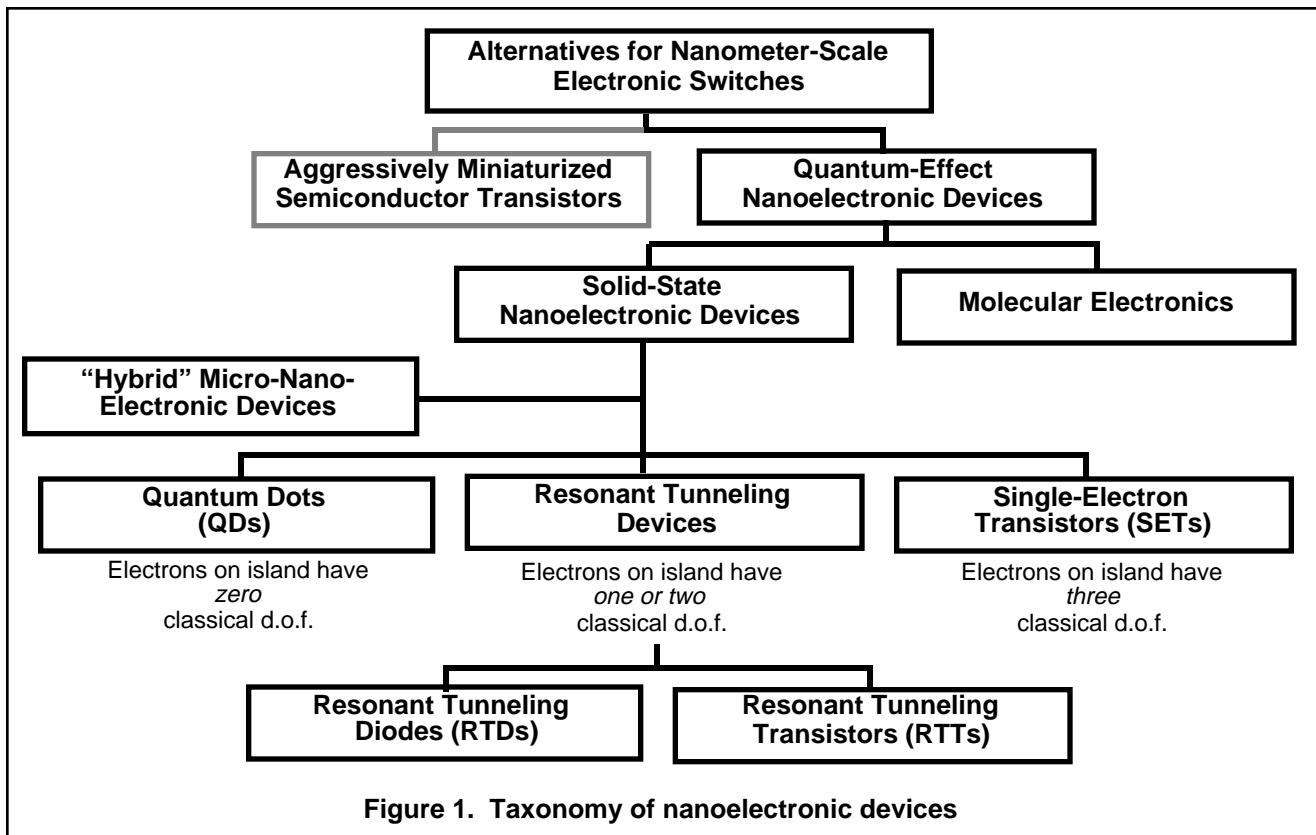 Alternatives for Nanometer-Scale
Electronic Switches
Aggressively Miniaturized
Semiconductor Transistors
Quantum-Effect
Nanoelectronic Devices
Solid-State
Nanoelectronic Devices
Molecular Electronics
“Hybrid” Micro-Nano-
Electronic Devices
Quantum Dots
(QDs)
Electrons on island have
zero
classical d.o.f.
Resonant Tunneling
Devices
Electrons on island have
one or two
classical d.o.f.
Single-Electron
Transistors (SETs)
Electrons on island have
three
classical d.o.f.
Resonant Tunneling
Diodes (RTDs)
Resonant Tunneling
Transistors (RTTs)
Figure 1.  Taxonomy of nanoelectronic devices